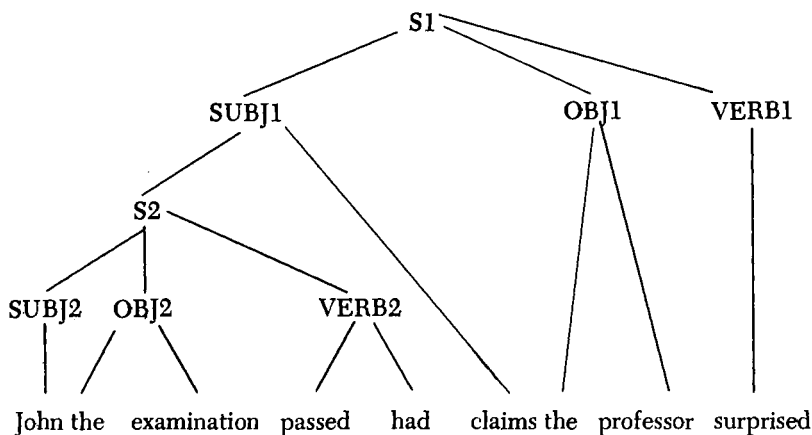 S1
SUBJ1 OBJ1 VERB1
S2
SUBJ2 OBJ2 VERB2
John the examination passed had claims the professor surprised